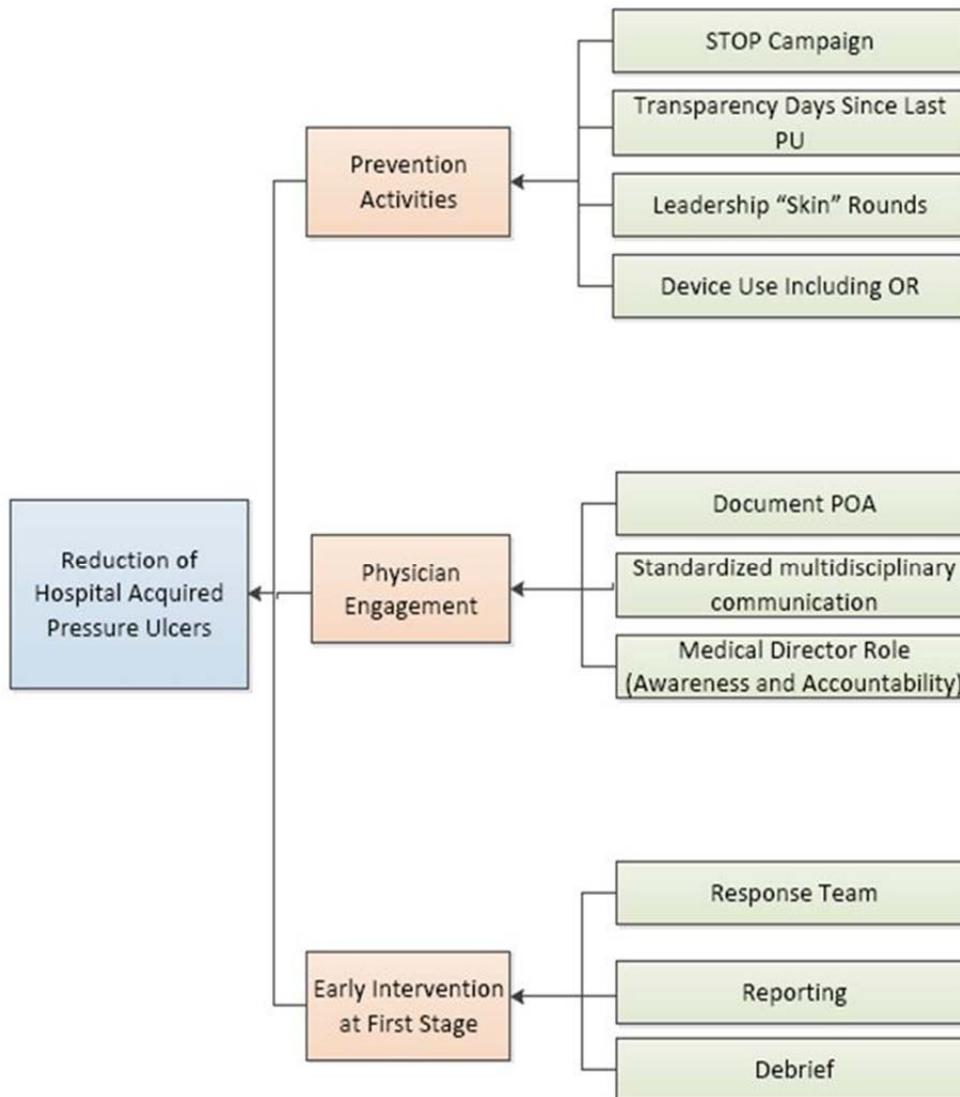 STOP Campaign
Transparency Days Since Last
PU
Prevention
Activities
Leadership “Skin” Rounds
Device Use Including OR
Document POA
Reduction of
Hospital Acquired
Pressure Ulcers
Physician
Engagement
Standardized multidisciplinary
communication
Medical Director Role
(Awareness and Accountability)
Response Team
Early Intervention
at First Stage
Reporting
Debrief